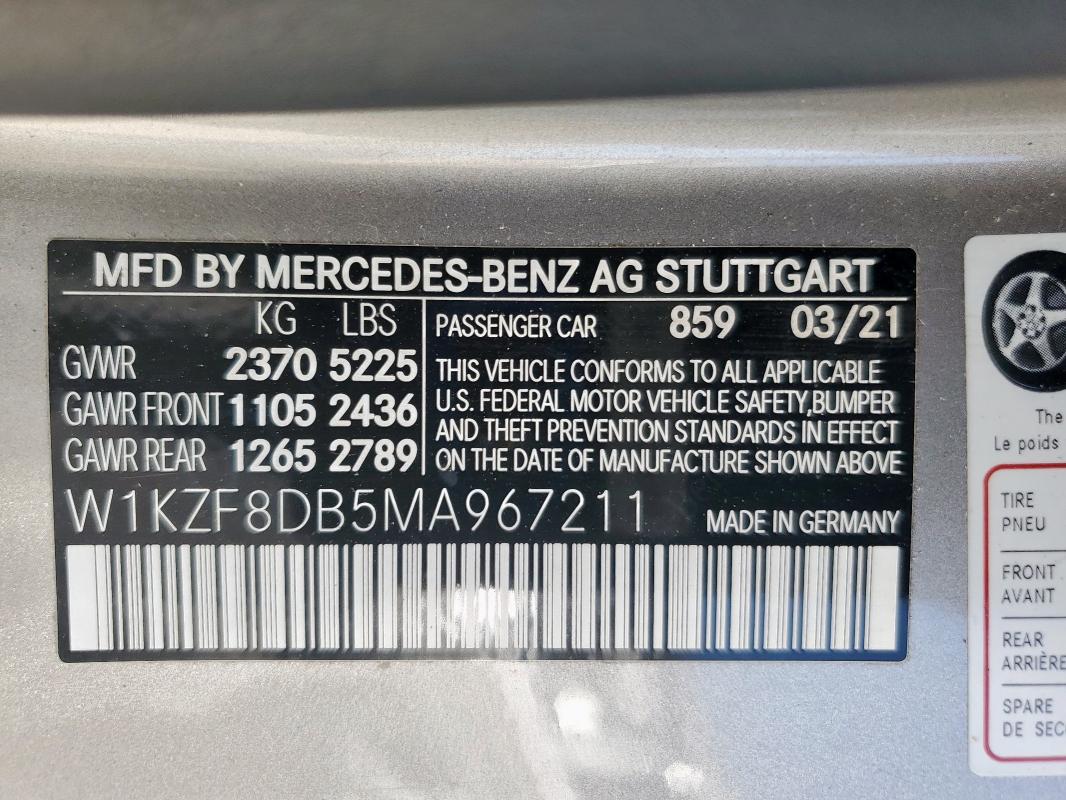 MFD BY MERCEDES-BENZ AG STUTTGART
KG LBS
GVWR 2370 5225
GAWR FRONT 1105 2436
GAWR REAR 1265 2789
PASSENGER CAR 859 03/21
THIS VEHICLE CONFORMS TO ALL APPLICABLE
U.S. FEDERAL MOTOR VEHICLE SAFETY,BUMPER
AND THEFT PREVENTION STANDARDS IN EFFECT
ON THE DATE OF MANUFACTURE SHOWN ABOVE
W1KZF8DB5MA967211
MADE IN GERMANY
The
Le poids
TIRE
PNEU
FRONT
AVANT
REAR
ARRIÈRE
SPARE
DE